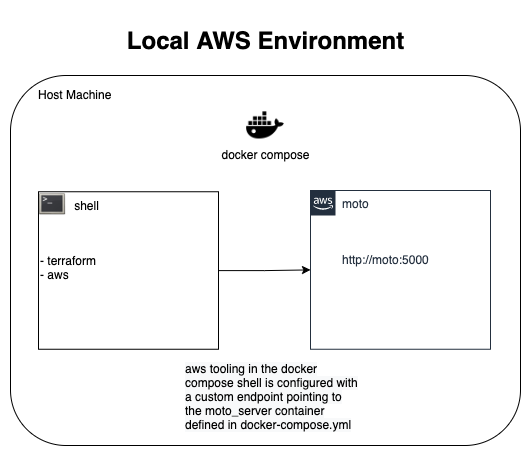 Local AWS Environment
Host Machine
docker compose
>_
shell
aws
moto
- terraform
- aws
http://moto:5000
aws tooling in the docker
compose shell is configured with
a custom endpoint pointing to
the moto_server container
defined in docker-compose.yml